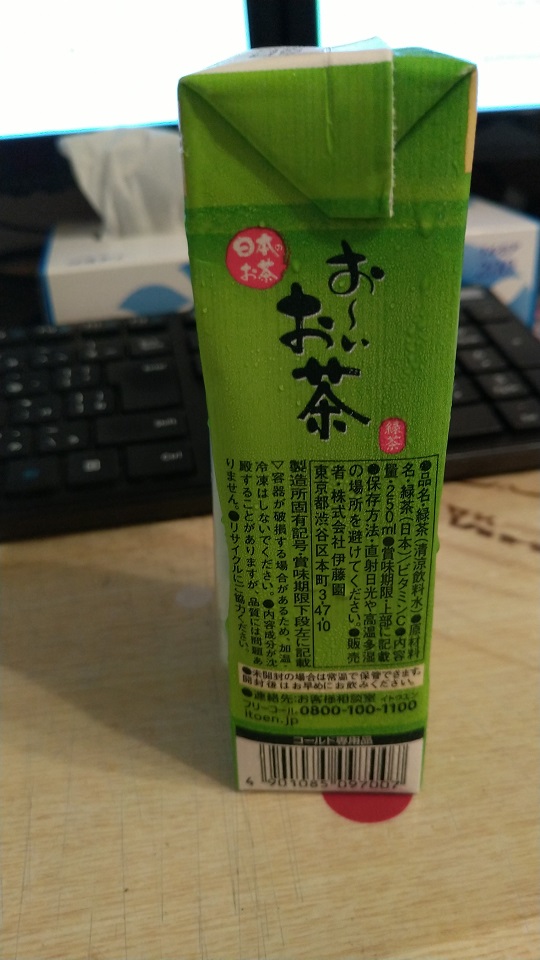 日本の
お茶
お〜い
お茶
緑茶
●品名・緑茶(清涼飲料水)●原材料
名・緑茶(日本)、ビタミンC●内容
量・250ml●賞味期限・上部に記載
●保存方法・直射日光や高温多湿
の場所を避けてください。●販売
者・株式会社 伊藤園
東京都渋谷区本町3-47-10
製造所固有記号・賞味期限下段左に記載
▽容器が破損する場合があるため、加温・
冷凍はしないでください。●内容成分が沈
殿することがありますが、品質には問題あ
りません。●リサイクルにご協力ください。
●未開封の場合は常温で保管できます。
開封後はお早めにお飲みください。
●連絡先:お客様相談室 イトウエン
フリーコール 0800-100-1100
itoen.jp
コールド専用品
4 901085 097007